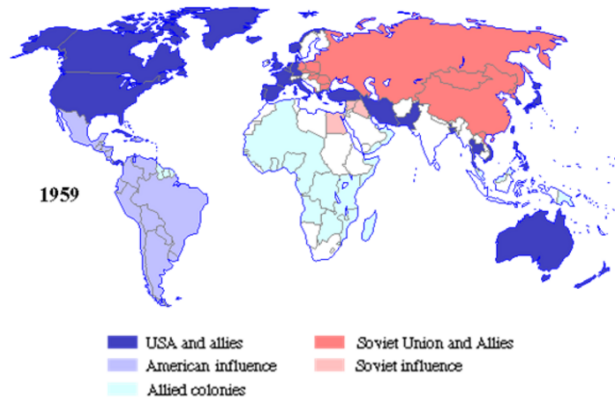 1959
USA and allies
Soviet Union and Allies
American influence
Soviet influence
Allied colonies